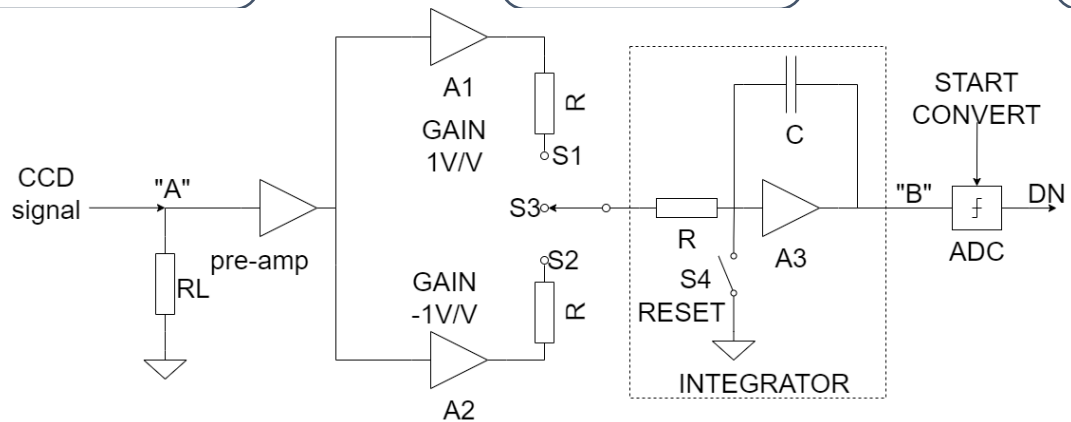 A1
R
GAIN
1V/V
S1
START
CONVERT
C
CCD
signal
"A"
S3
"B"
DN
pre-amp
R
A3
ADC
S2
RL
GAIN
-1V/V
R
S4
RESET
A2
INTEGRATOR